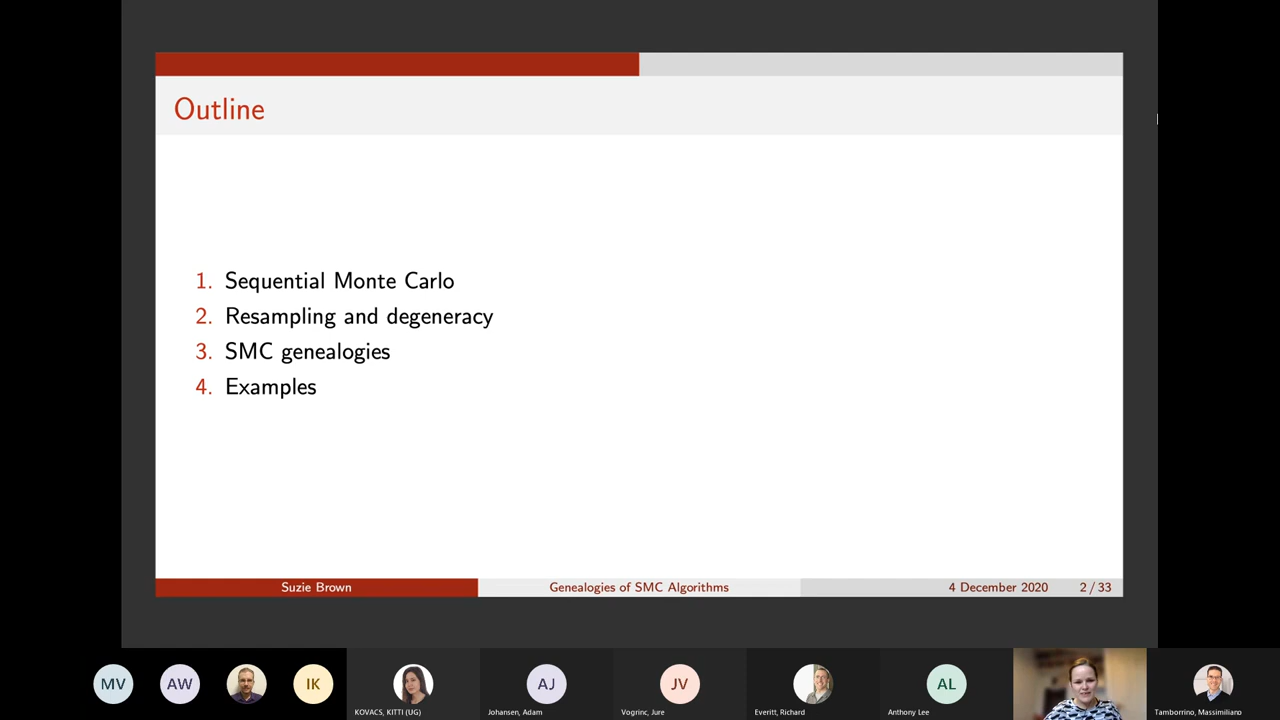 Outline
1. Sequential Monte Carlo
2. Resampling and degeneracy
3. SMC genealogies
4. Examples
Suzie Brown
Genealogies of SMC Algorithms
4 December 2020
2 / 33
MV
AW
IK
KOVACS, KITTI (UG)
AJ
Johansen, Adam
JV
Vogrinc, Jure
Everitt, Richard
AL
Anthony Lee
Tamborrino, Massimiliano